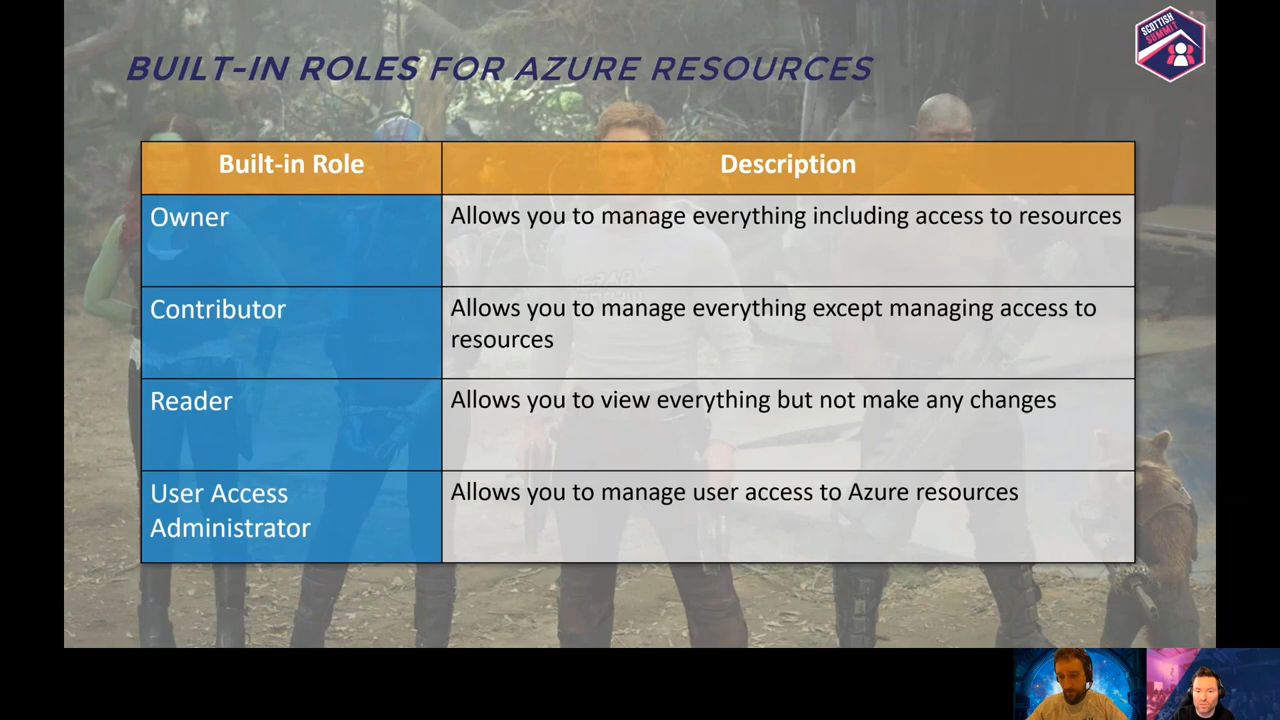 SCOTTISH
SUMMIT
BUILT-IN ROLES FOR AZURE RESOURCES
Built-in Role
Description
Owner
Allows you to manage everything including access to resources
Contributor
Allows you to manage everything except managing access to
resources
Reader
Allows you to view everything but not make any changes
User Access
Administrator
Allows you to manage user access to Azure resources